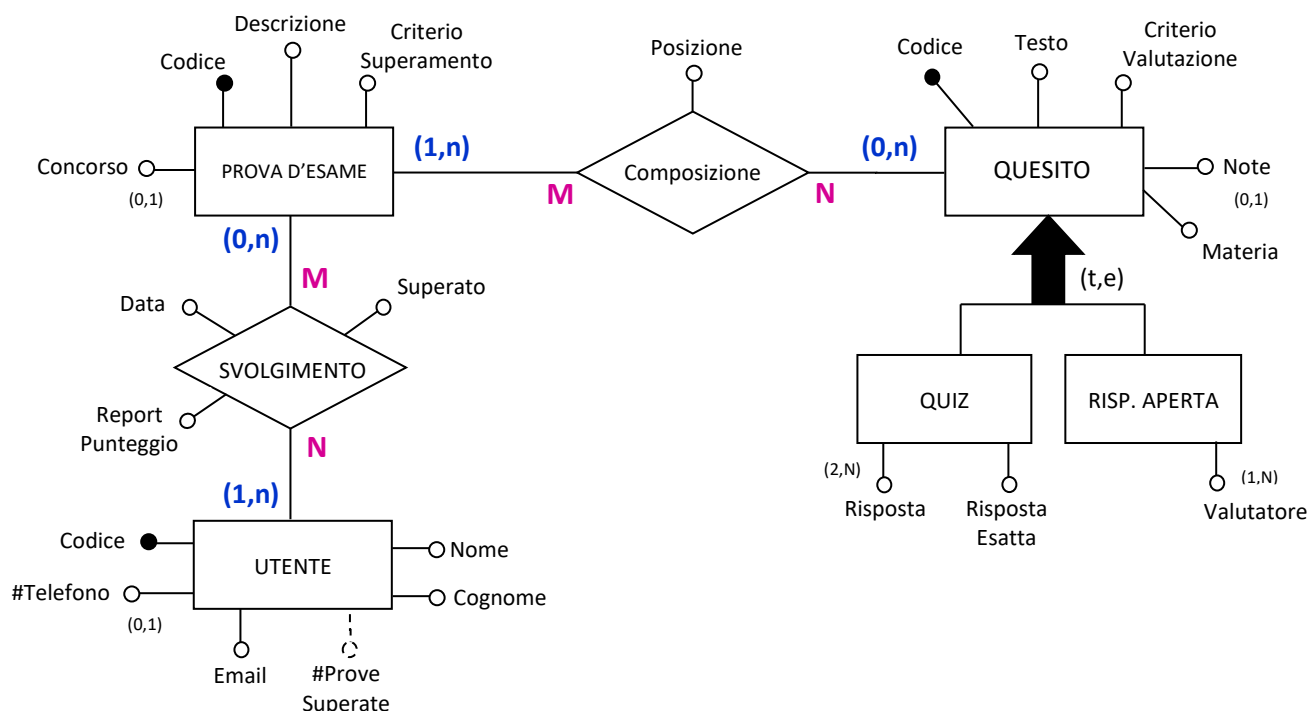 Descrizione
Criterio
Superamento
Codice
Posizione
Codice
Testo
Criterio
Valutazione
Concorso
(0,1)
PROVA D'ESAME
(1,n)
M
Composizione
(0,n)
N
QUESITO
Note
(0,1)
Materia
(0,n)
M
(t,e)
Data
Superato
SVOLGIMENTO
Report
Punteggio
N
(1,n)
QUIZ
RISP. APERTA
(2,N)
Risposta
Risposta
Esatta
(1,N)
Valutatore
Codice
#Telefono
(0,1)
UTENTE
Nome
Cognome
Email
#Prove
Superate